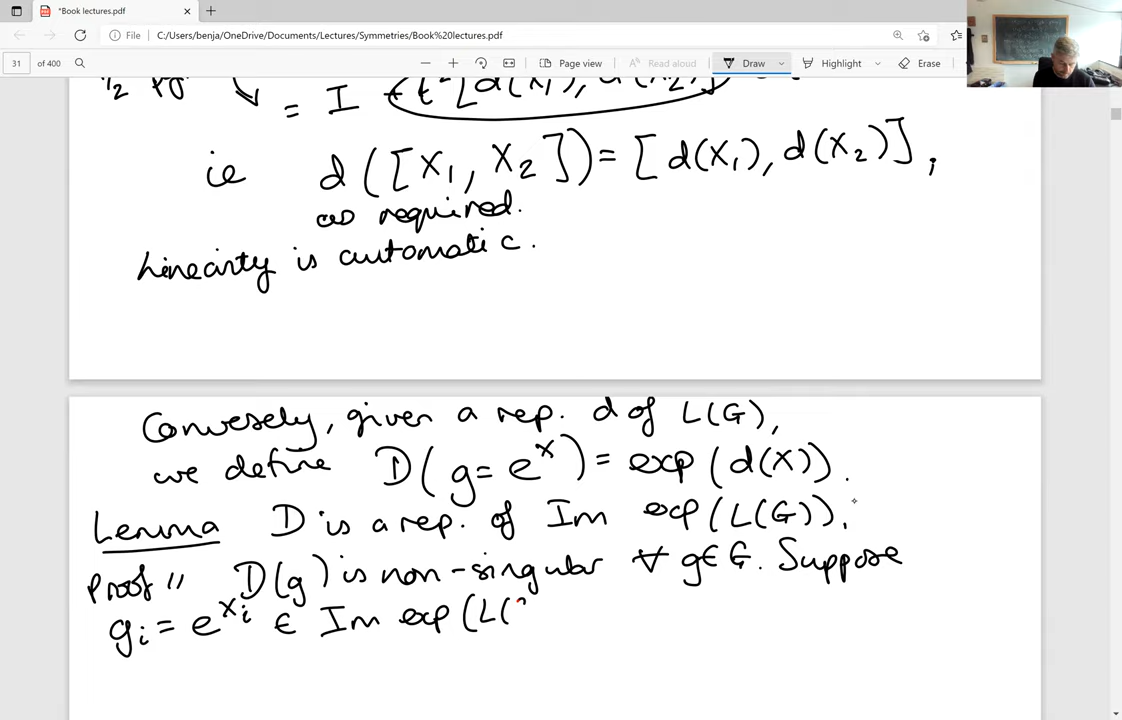 *Book lectures.pdf
File C:/Users/benja/OneDrive/Documents/Lectures/Symmetries/Book%20lectures.pdf
31 of 400 Page view Read aloud Draw Highlight Erase
= I
ie d([X₁, X₂]) = [d(X₁), d(X₂)],
as required.
Linearity is automatic.
Conversely, given a rep. d of L(G),
we define D(g = e^X) = exp(d(X)).
Lemma D is a rep. of Im exp(L(G)).
Proof // D(g) is non-singular ∀ g∈G. Suppose
gᵢ = e^Xᵢ ∈ Im exp(L(